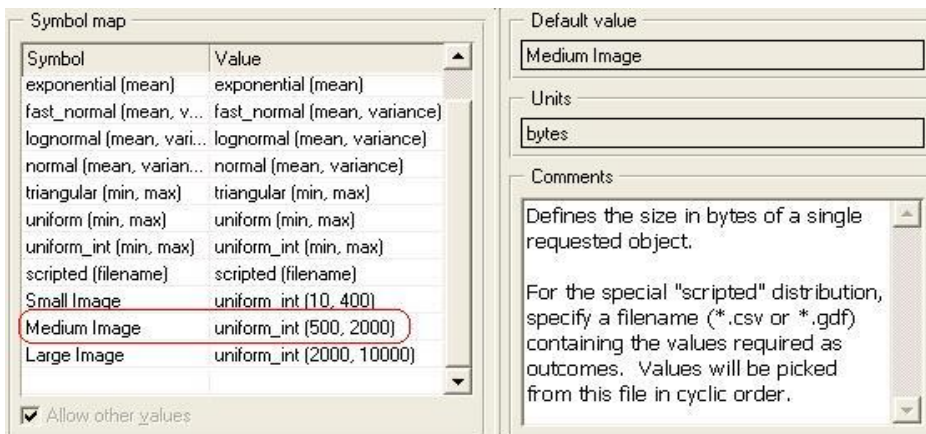 Symbol map
Symbol Value
exponential (mean) exponential (mean)
fast_normal (mean, v... fast_normal (mean, variance)
lognormal (mean, vari... lognormal (mean, variance)
normal (mean, varian... normal (mean, variance)
triangular (min, max) triangular (min, max)
uniform (min, max) uniform (min, max)
uniform_int (min, max) uniform_int (min, max)
scripted (filename) scripted (filename)
Small Image uniform_int (10, 400)
Medium Image uniform_int (500, 2000)
Large Image uniform_int (2000, 10000)
Allow other values
Default value
Medium Image
Units
bytes
Comments
Defines the size in bytes of a single
requested object.
For the special "scripted" distribution,
specify a filename (*.csv or *.gdf)
containing the values required as
outcomes. Values will be picked
from this file in cyclic order.